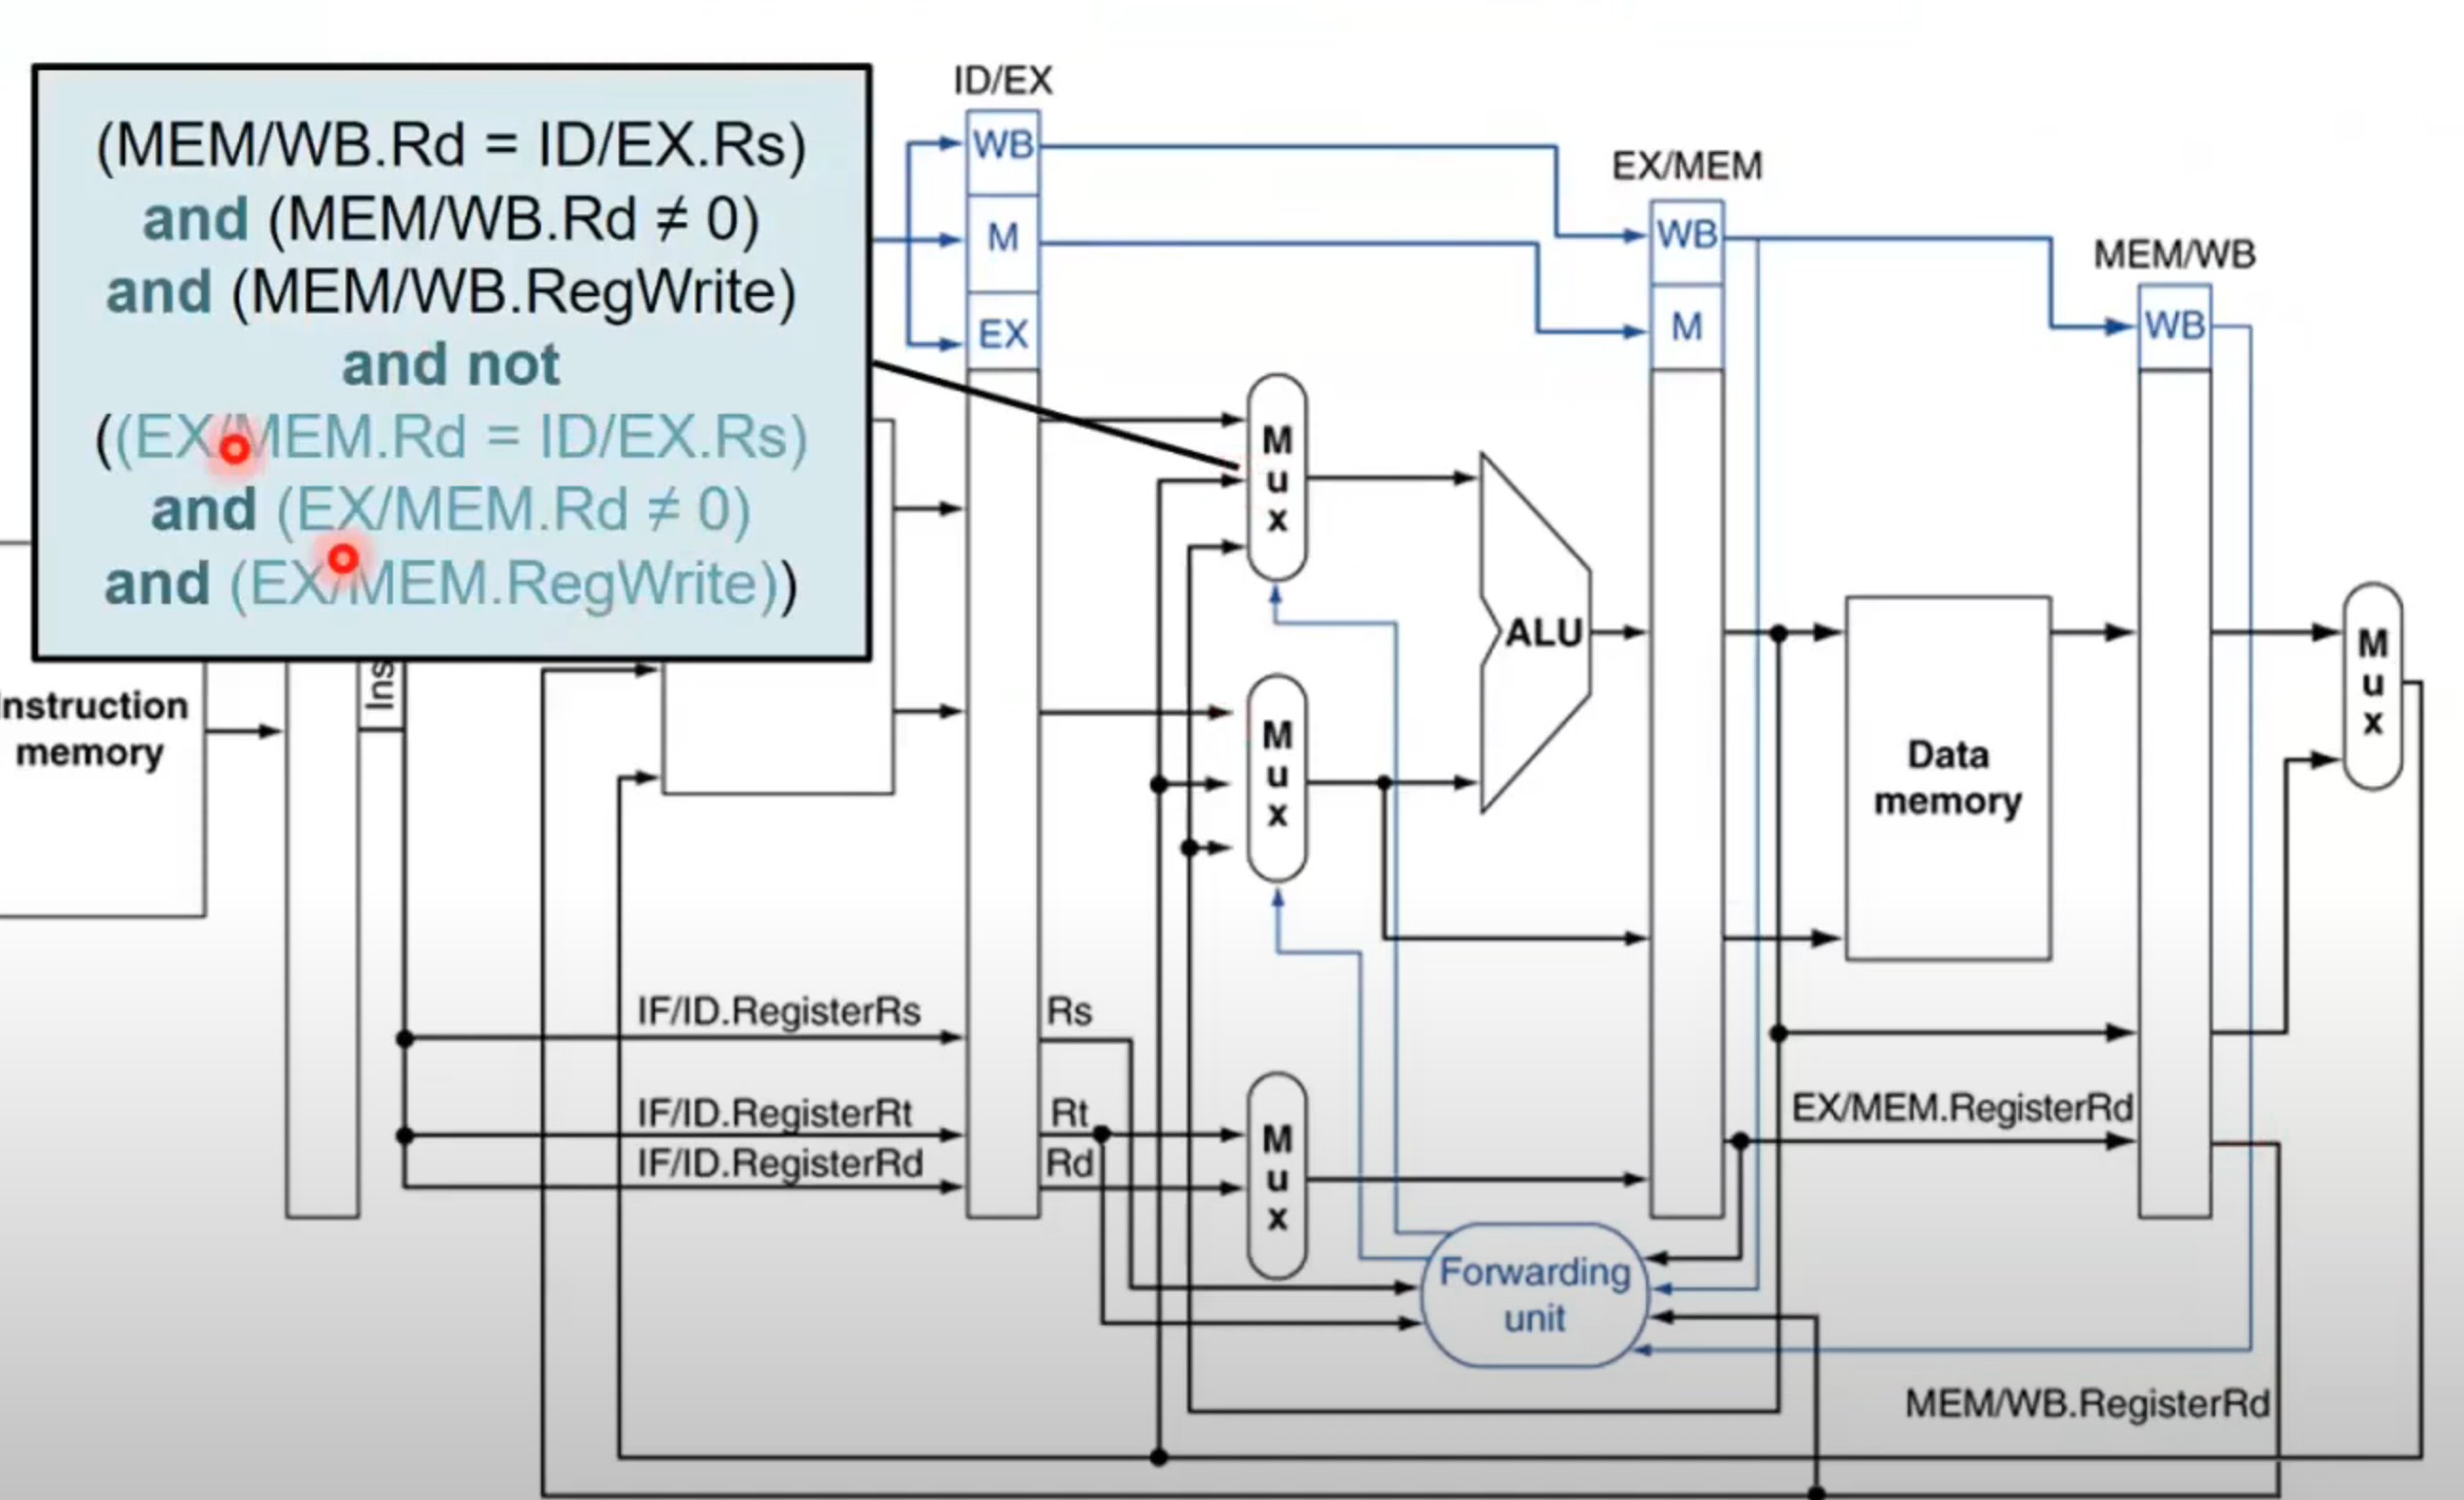 (MEM/WB.Rd = ID/EX.Rs)
and (MEM/WB.Rd ≠ 0)
and (MEM/WB.RegWrite)
and not
((EX/MEM.Rd = ID/EX.Rs)
and (EX/MEM.Rd ≠ 0)
and (EX/MEM.RegWrite))
ID/EX
WB
M
EX
EX/MEM
WB
M
MEM/WB
WB
Mux
ALU
Mux
Data
memory
Mux
nstruction
memory
Ins
IF/ID.RegisterRs
Rs
IF/ID.RegisterRt
Rt
IF/ID.RegisterRd
Rd
Mux
EX/MEM.RegisterRd
Forwarding
unit
MEM/WB.RegisterRd